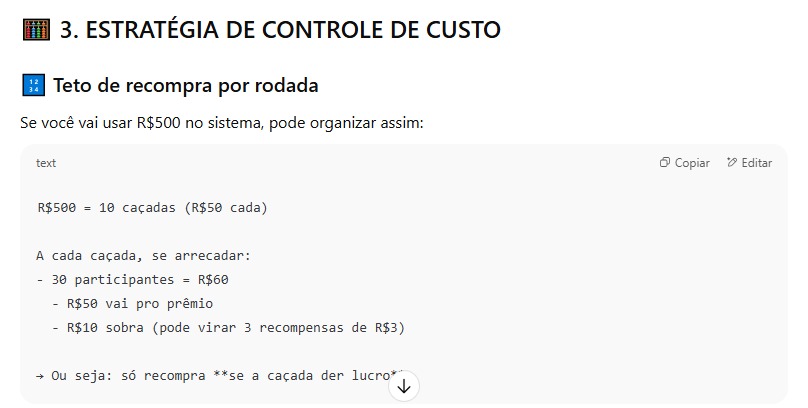 🧮 3. ESTRATÉGIA DE CONTROLE DE CUSTO
🔢 Teto de recompra por rodada
Se você vai usar R$500 no sistema, pode organizar assim:
text Copiar Editar
R$500 = 10 caçadas (R$50 cada)
A cada caçada, se arrecadar:
- 30 participantes = R$60
- R$50 vai pro prêmio
- R$10 sobra (pode virar 3 recompensas de R$3)
→ Ou seja: só recompra **se a caçada der lucro**